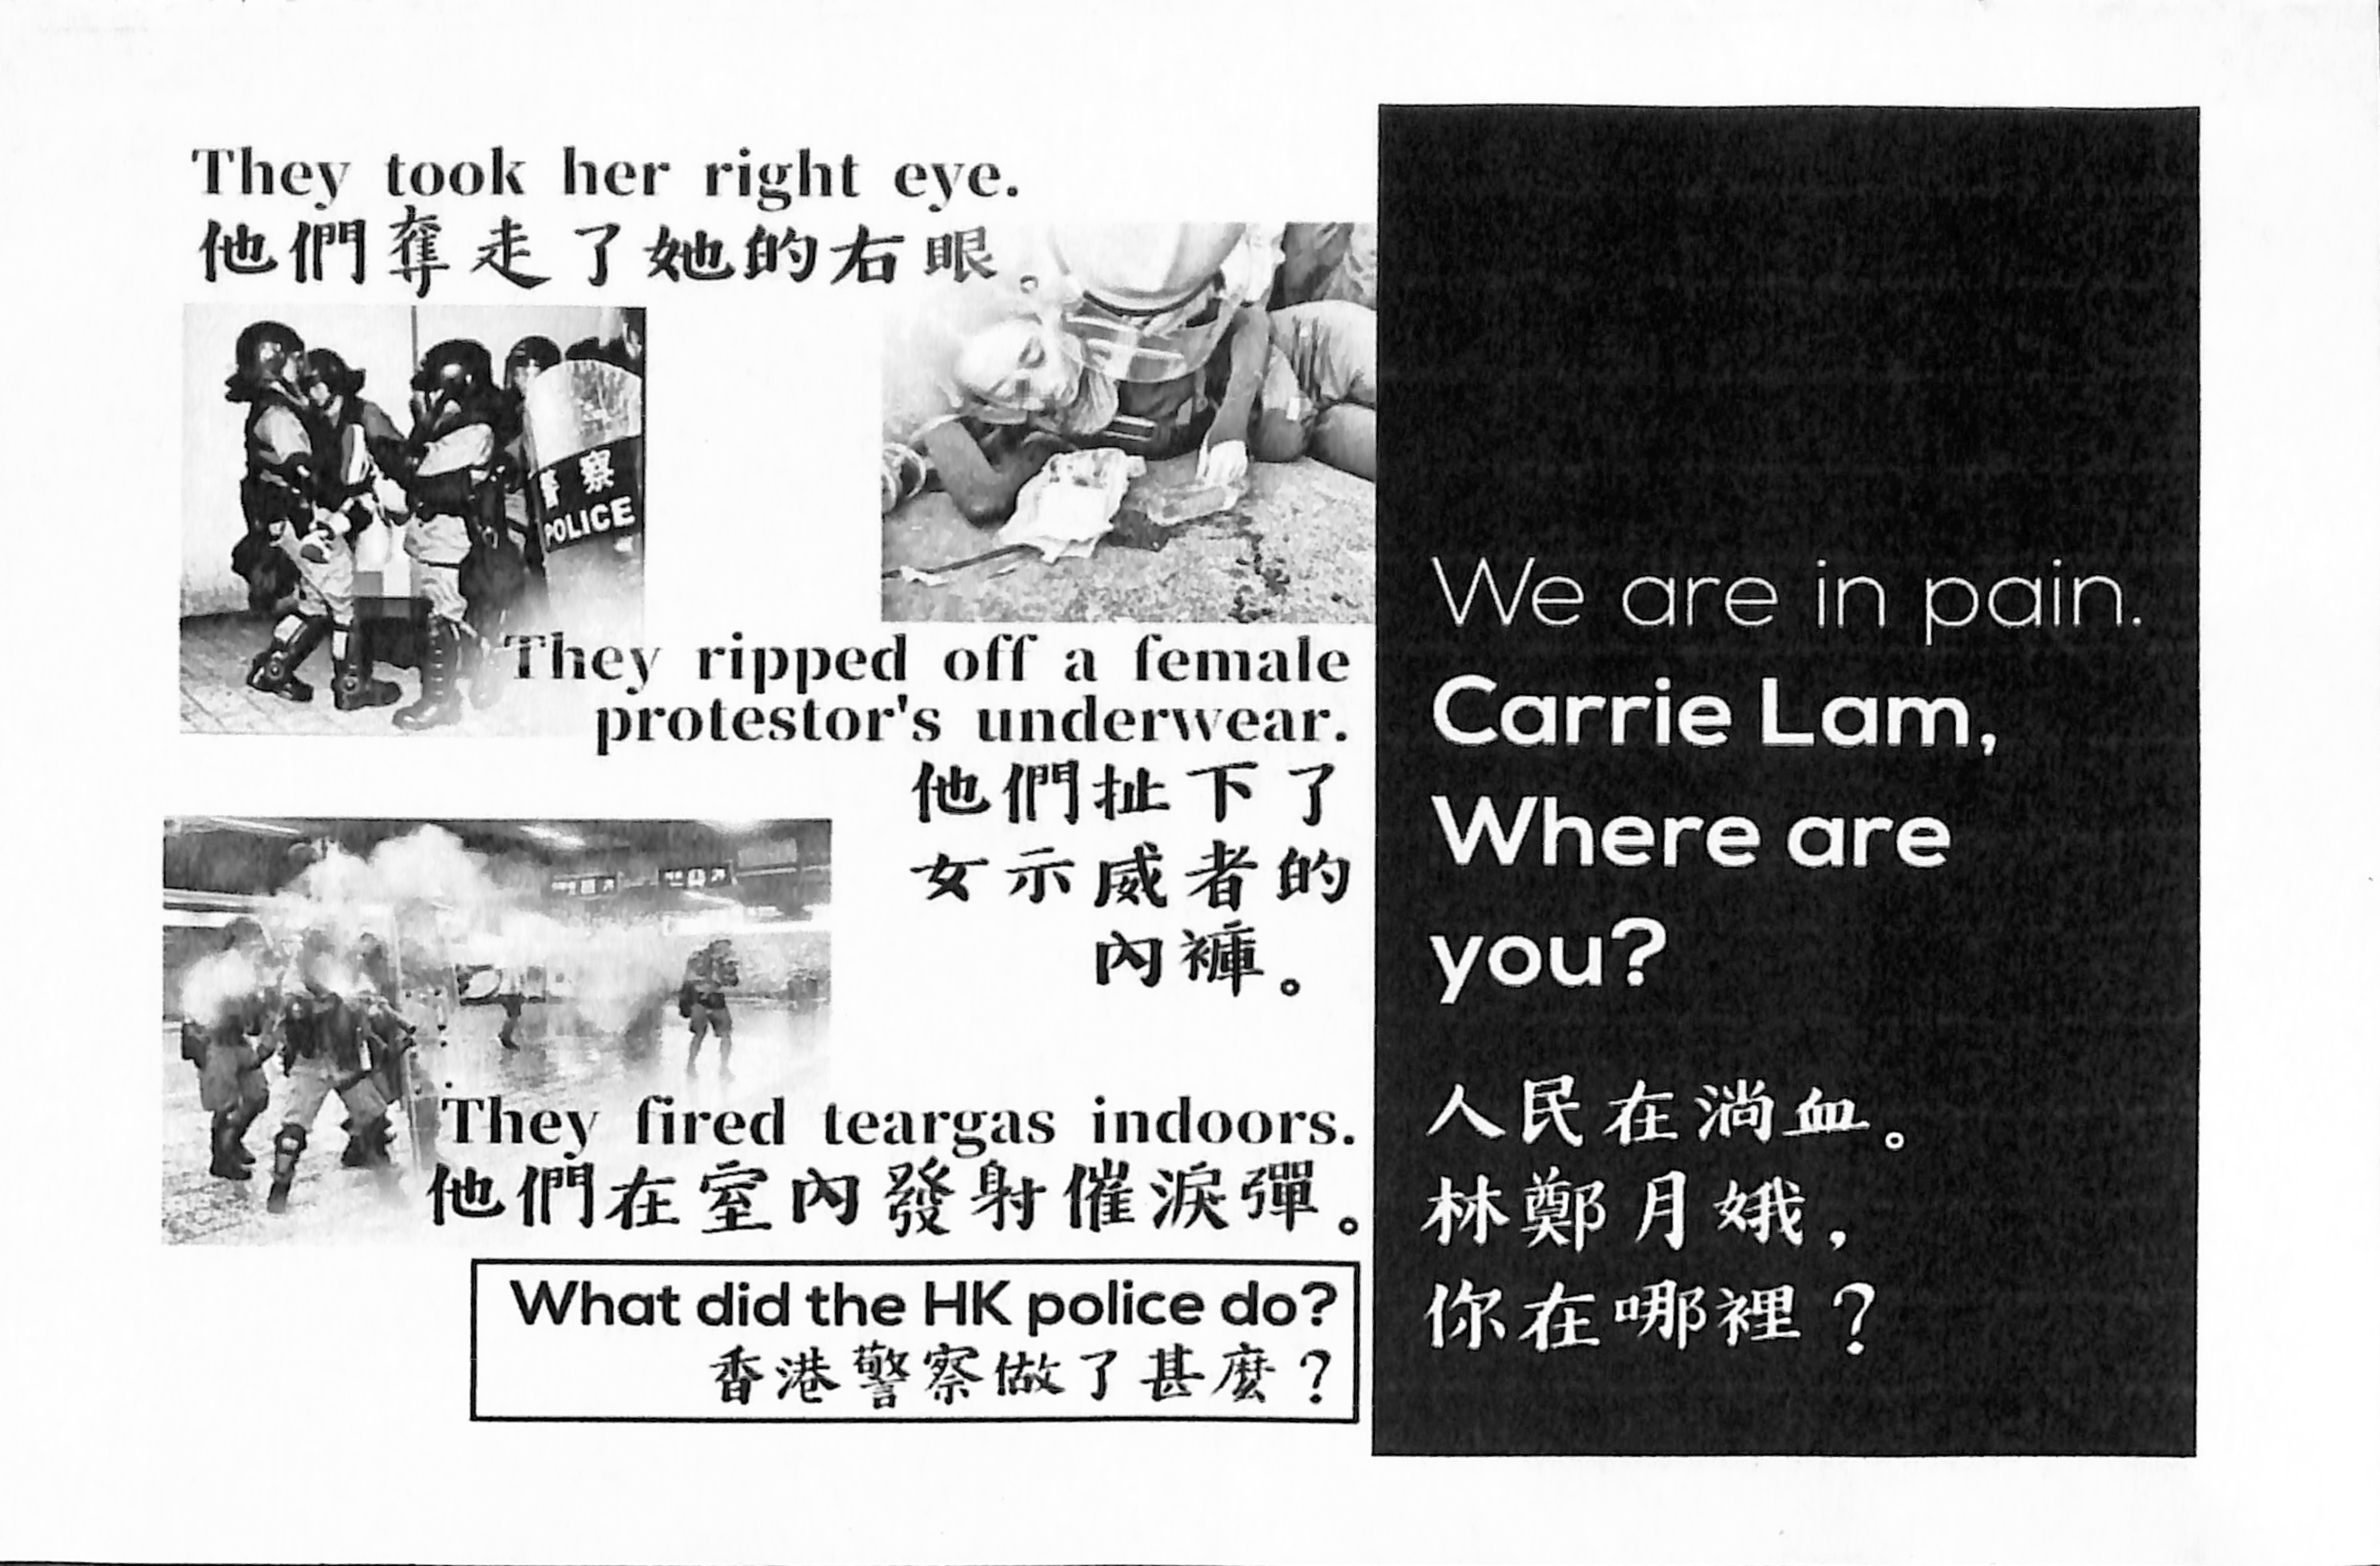 They took her right eye.
他們奪走了她的右眼。
警察
POLICE
They ripped off a female
protestor's underwear.
他們扯下了
女示威者的
內褲。
They fired teargas indoors.
他們在室內發射催淚彈。
What did the HK police do?
香港警察做了甚麼？
We are in pain.
Carrie Lam,
Where are
you?
人民在淌血。
林鄭月娥，
你在哪裡？